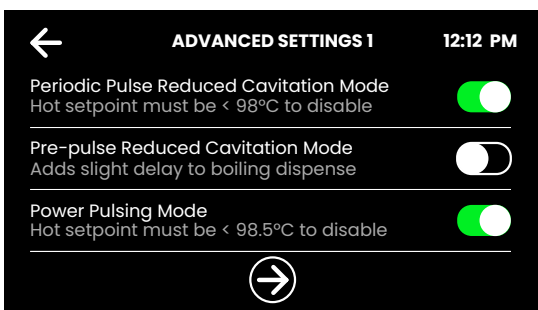 ADVANCED SETTINGS 1
12:12 PM
Periodic Pulse Reduced Cavitation Mode
Hot setpoint must be < 98°C to disable
Pre-pulse Reduced Cavitation Mode
Adds slight delay to boiling dispense
Power Pulsing Mode
Hot setpoint must be < 98.5°C to disable